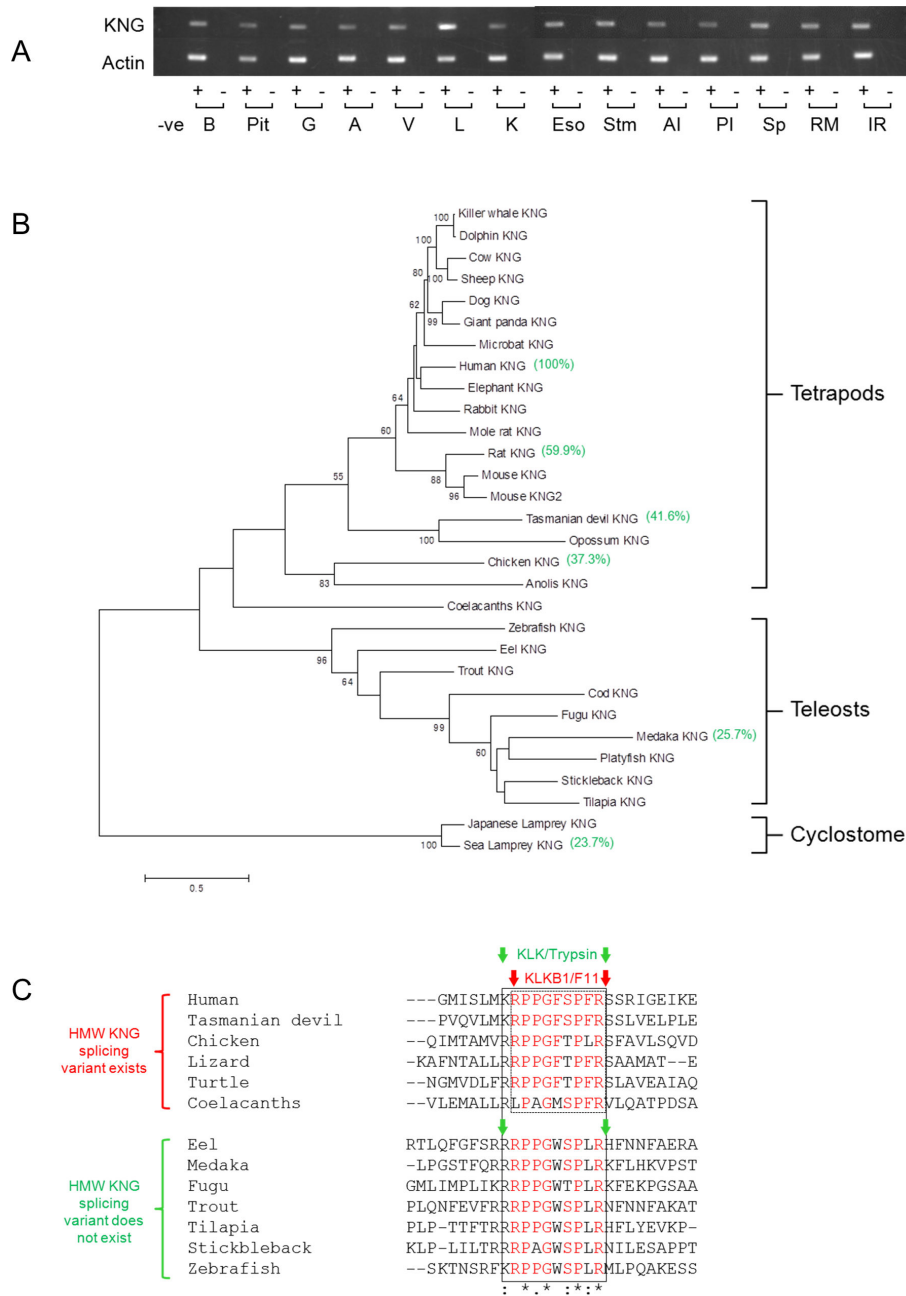 A
KNG
Actin
+ - + - + - + - + - + - + - + - + - + - + - + - + - + -
-ve B Pit G A V L K Eso Stm AI PI Sp RM IR
B
Killer whale KNG
100
Dolphin KNG
100
Cow KNG
80
100
Sheep KNG
Dog KNG
62
99
Giant panda KNG
Microbat KNG
Human KNG (100%)
Elephant KNG
64
Rabbit KNG
60
Mole rat KNG
Rat KNG (59.9%)
55
88
Mouse KNG
96
Mouse KNG2
Tasmanian devil KNG (41.6%)
100
Opossum KNG
Chicken KNG (37.3%)
83
Anolis KNG
Tetrapods
Coelacanths KNG
Zebrafish KNG
96
Eel KNG
64
Trout KNG
Cod KNG
99
Fugu KNG
60
Medaka KNG (25.7%)
Platyfish KNG
Stickleback KNG
Tilapia KNG
Teleosts
Japanese Lamprey KNG
100
Sea Lamprey KNG (23.7%)
Cyclostome
0.5
C
KLK/Trypsin
KLKB1/F11
HMW KNG
splicing
variant exists
Human ---GMISLMKRPPGFSPFRSSRIGEIKE
Tasmanian devil ---PVQVLMKRPPGFSPFRSSLVELPLE
Chicken --QIMTAMVRRPPGFTPLRSFAVLSQVD
Lizard -KAFNTALLRRPPGFSPFRSAAMAT--E
Turtle --NGMVDLFRRPPGFTPFRSLAVEAIAQ
Coelacanths --VLEMALLRLPAGMSPFRVLQATPDSA
HMW KNG
splicing
variant does
not exist
Eel RTLQFGFSRRRPPGWSPLRHFNNFAERA
Medaka -LPGSTFQRRRPPGWSPLRKFLHKVPST
Fugu GMLIMPLIKRRPPGWTPLRKFEKPGSAA
Trout PLQNFEVFRRRPPGWSPLRNFNNFAKAT
Tilapia PLP-TTFTRRRPPGWSPLRHFLYEVKP-
Stickbleback KLP-LILTRRRPAGWSPLRNILESAPPT
Zebrafish --SKTNSRFKRPPGWSPLRMLPQAKESS
: *.* :*:*